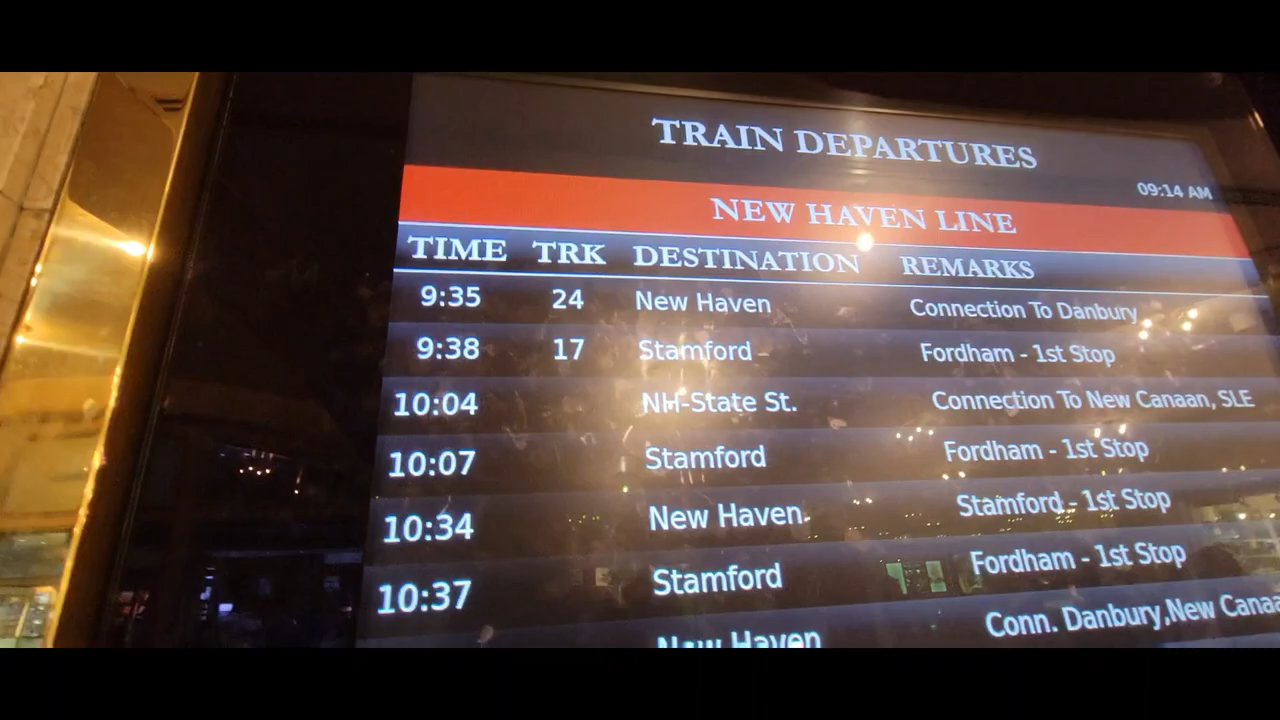 TRAIN DEPARTURES
09:14 AM
NEW HAVEN LINE
TIME TRK DESTINATION REMARKS
9:35 24 New Haven Connection To Danbury
9:38 17 Stamford Fordham - 1st Stop
10:04 NH-State St. Connection To New Canaan, SLE
10:07 Stamford Fordham - 1st Stop
10:34 New Haven Stamford - 1st Stop
10:37 Stamford Fordham - 1st Stop
New Haven Conn. Danbury,New Canaa